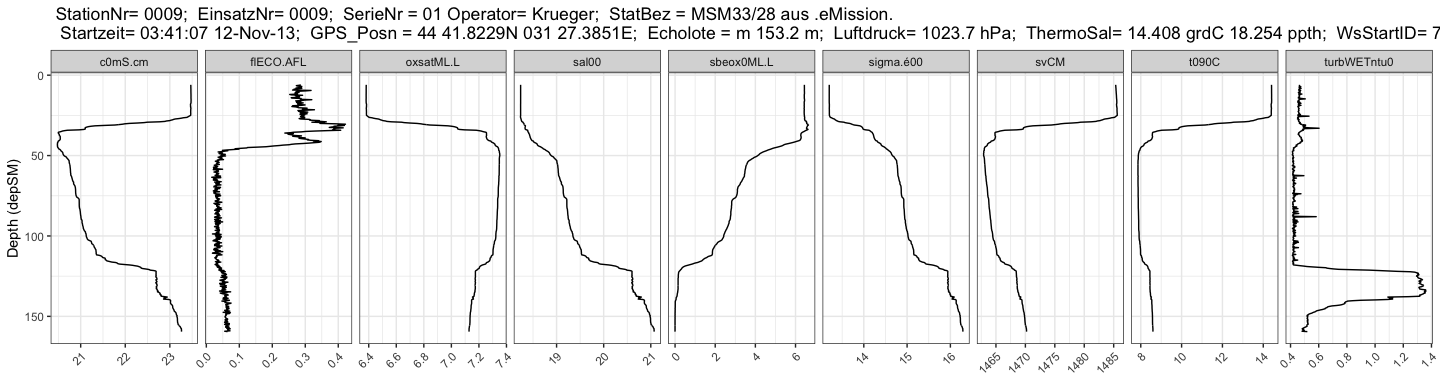 StationNr= 0009;  EinsatzNr= 0009;  SerieNr = 01 Operator= Krueger;  StatBez = MSM33/28 aus .eMission.
Startzeit= 03:41:07 12-Nov-13;  GPS_Posn = 44 41.8229N 031 27.3851E;  Echolote = m 153.2 m;  Luftdruck= 1023.7 hPa;  ThermoSal= 14.408 grdC 18.254 ppth;  WsStartID= 7
c0mS.cm flECO.AFL oxsatML.L sal00 sbeox0ML.L sigma.é00 svCM t090C turbWETntu0
0
50
100
150
Depth (depSM)
21 22 23 0.0 0.1 0.2 0.3 0.4 6.4 6.6 6.8 7.0 7.2 7.4 19 20 21 0 2 4 6 14 15 16 1465 1470 1475 1480 1485 8 10 12 14 0.4 0.6 0.8 1.0 1.2 1.4